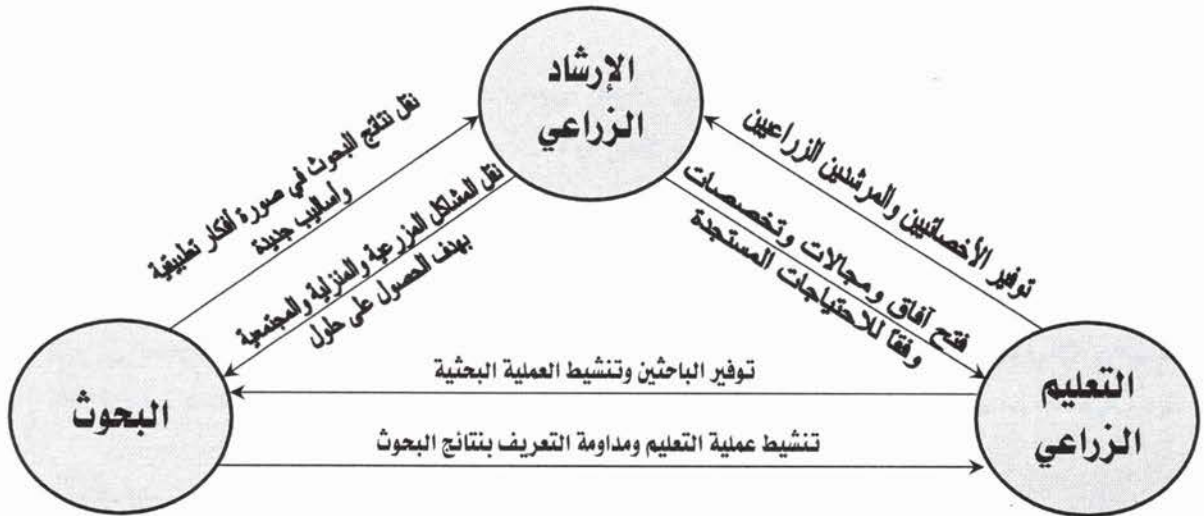 الإرشاد
الزراعي
نقل نتائج البحوث في صورة أفكار تطبيقية
وأساليب جديدة
نقل المشاكل المزرعية والمنزلية والمجتمعية
بهدف الحصول على حلول
توفير الأخصائيين والمرشدين الزراعيين
فتح آفاق ومجالات وتخصصات
وفقاً للاحتياجات المستجدة
توفير الباحثين وتنشيط العملية البحثية
البحوث
التعليم
الزراعي
تنشيط عملية التعليم ومداومة التعريف بنتائج البحوث